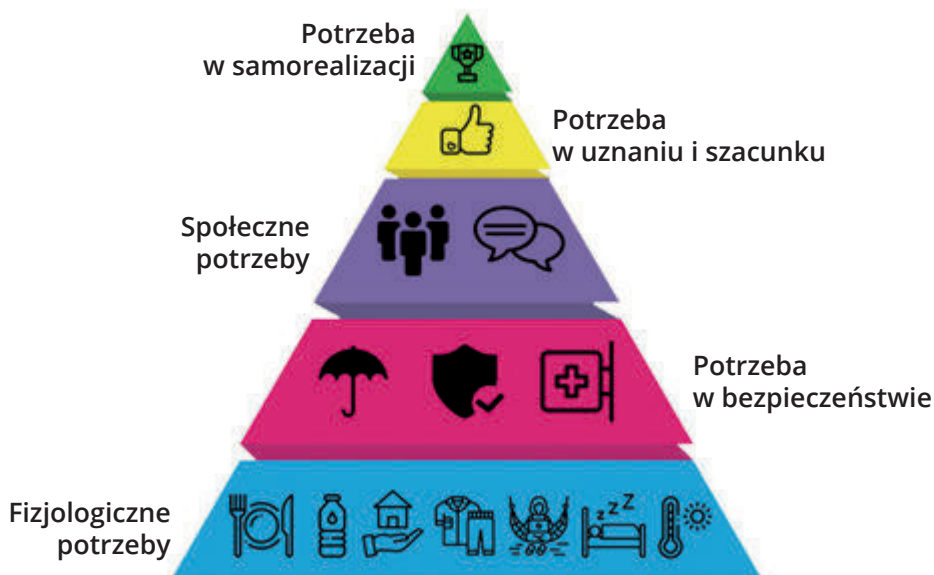 Potrzeba
w samorealizacji
Potrzeba
w uznaniu i szacunku
Społeczne
potrzeby
Potrzeba
w bezpieczeństwie
Fizjologiczne
potrzeby
z z Z